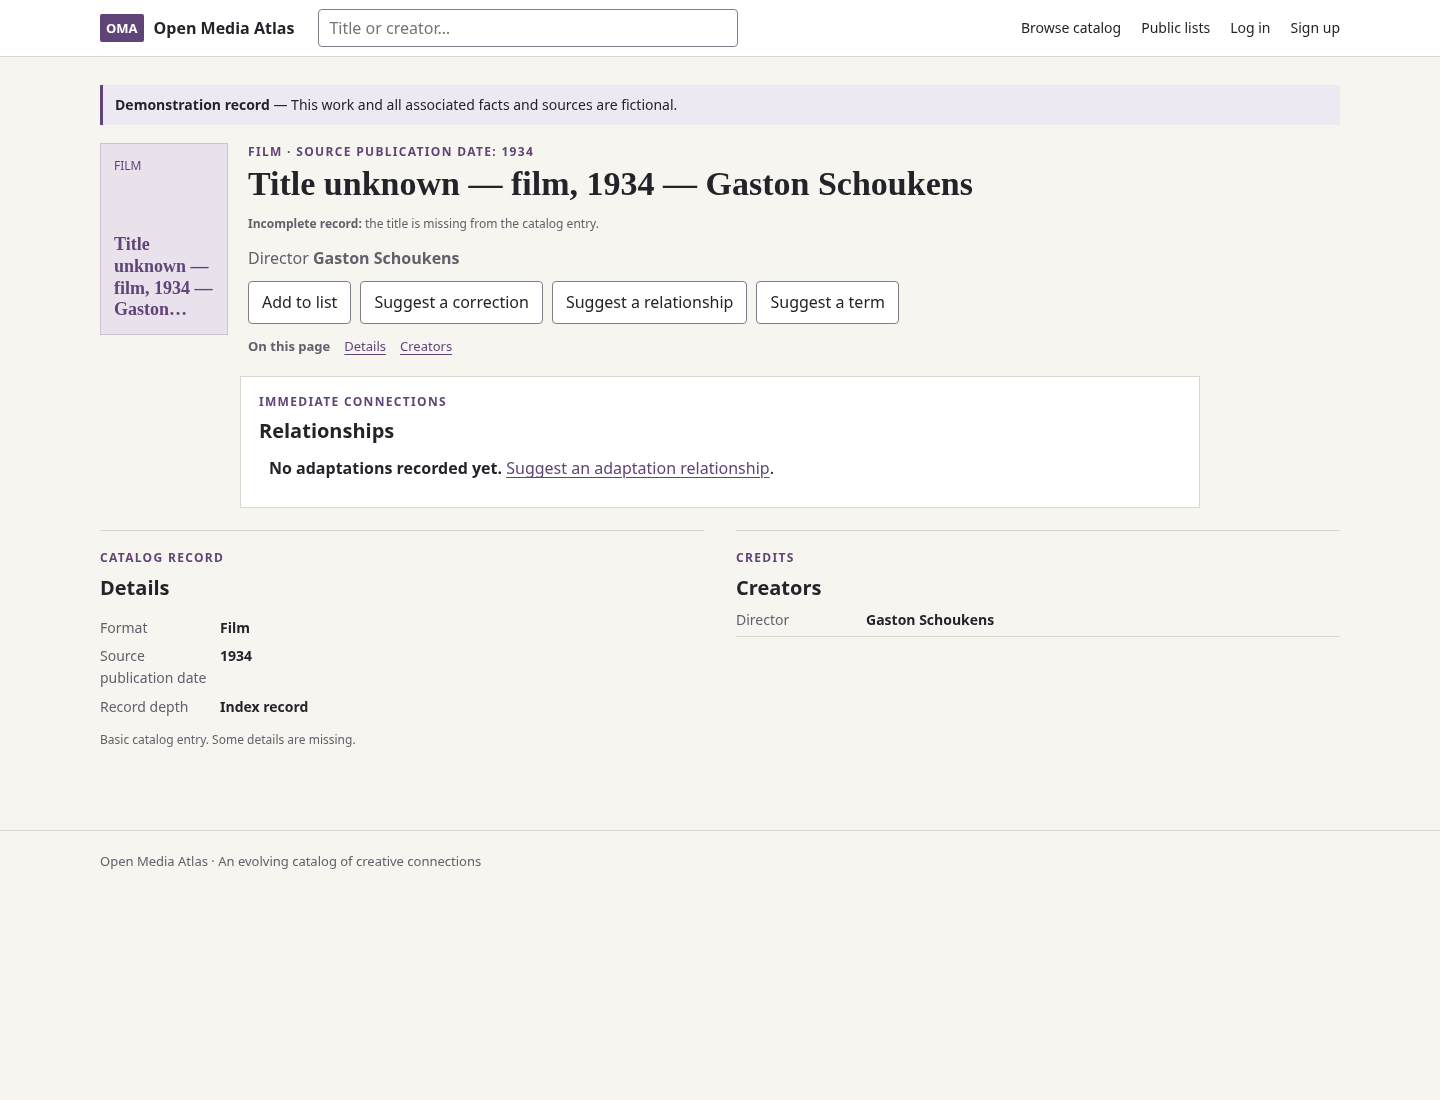 OMA Open Media Atlas Title or creator... Browse catalog Public lists Log in Sign up
Demonstration record — This work and all associated facts and sources are fictional.
FILM
Title
unknown —
film, 1934 —
Gaston…
FILM · SOURCE PUBLICATION DATE: 1934
Title unknown — film, 1934 — Gaston Schoukens
Incomplete record: the title is missing from the catalog entry.
Director Gaston Schoukens
Add to list Suggest a correction Suggest a relationship Suggest a term
On this page Details Creators
IMMEDIATE CONNECTIONS
Relationships
No adaptations recorded yet. Suggest an adaptation relationship.
CATALOG RECORD
Details
Format Film
Source publication date 1934
Record depth Index record
Basic catalog entry. Some details are missing.
CREDITS
Creators
Director Gaston Schoukens
Open Media Atlas · An evolving catalog of creative connections